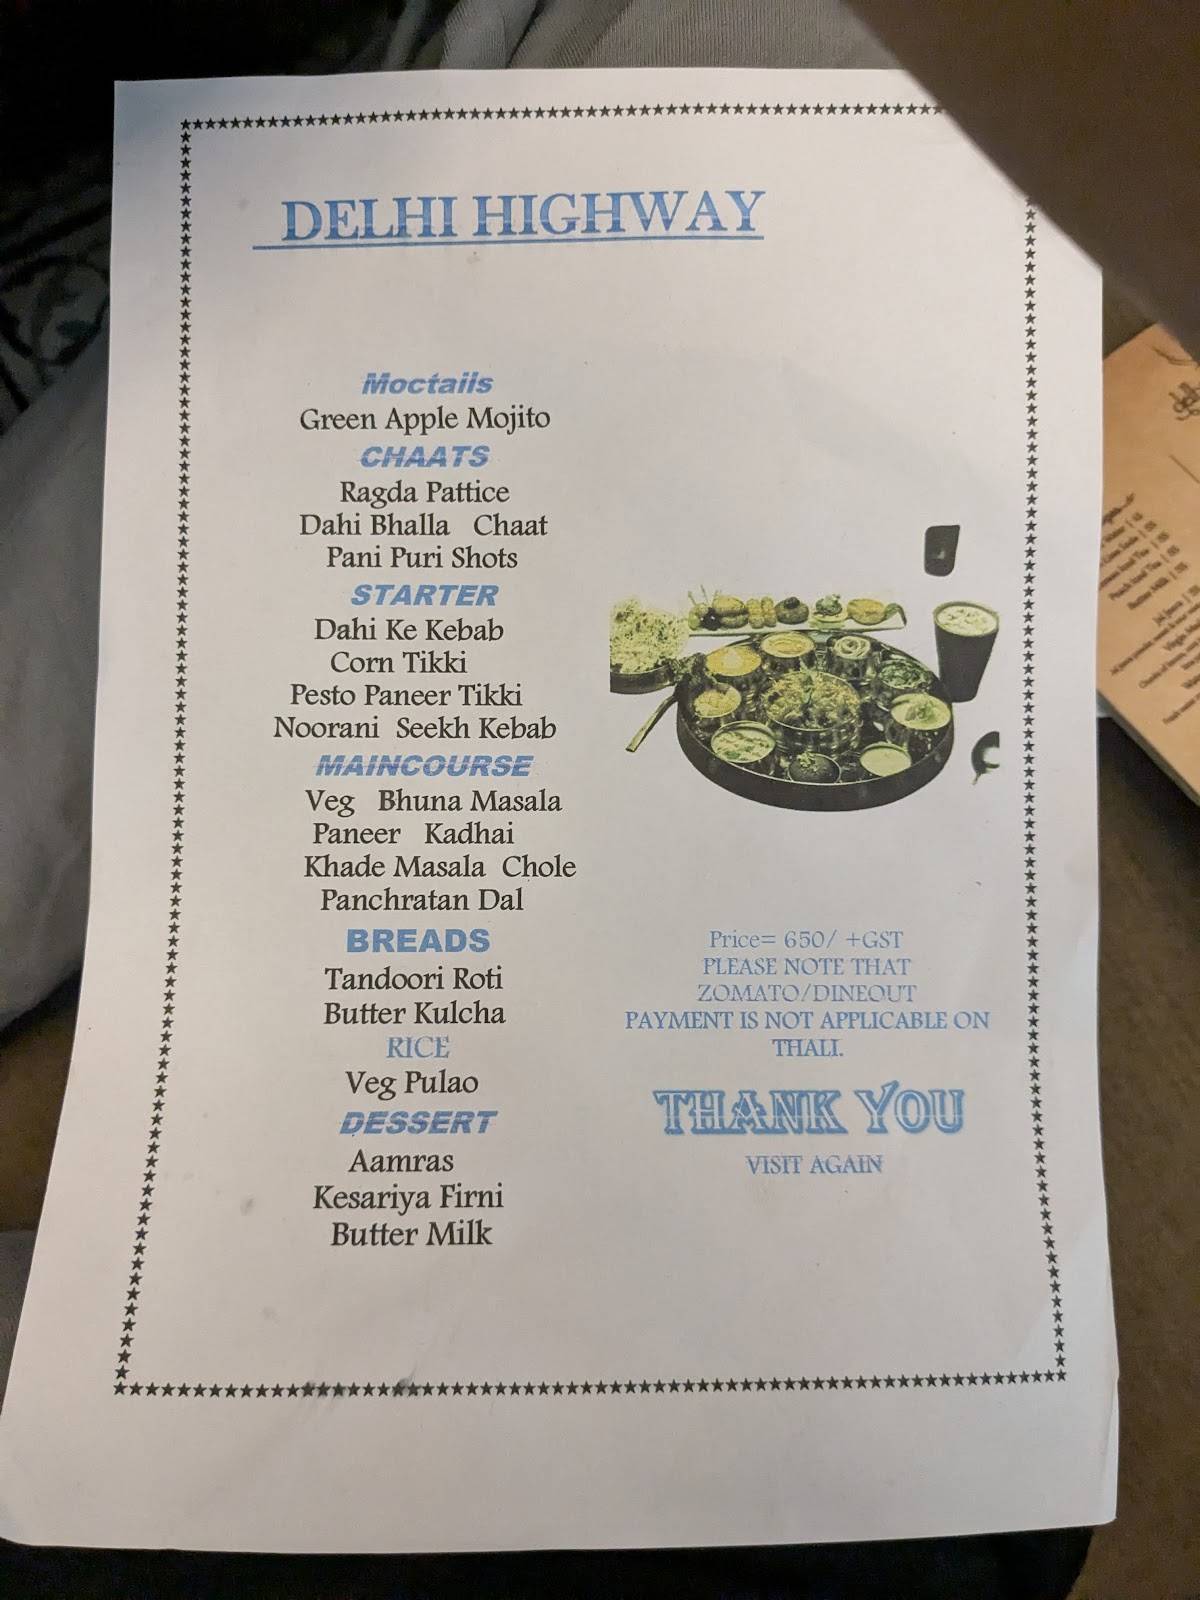 DELHI HIGHWAY
Moctails
Green Apple Mojito
CHAATS
Ragda Pattice
Dahi Bhalla Chaat
Pani Puri Shots
STARTER
Dahi Ke Kebab
Corn Tikki
Pesto Paneer Tikki
Noorani Seekh Kebab
MAINCOURSE
Veg Bhuna Masala
Paneer Kadhai
Khade Masala Chole
Panchratan Dal
BREADS
Tandoori Roti
Butter Kulcha
RICE
Veg Pulao
DESSERT
Aamras
Kesariya Firni
Butter Milk
Price= 650/ +GST
PLEASE NOTE THAT
ZOMATO/DINEOUT
PAYMENT IS NOT APPLICABLE ON
THALI.
THANK YOU
VISIT AGAIN